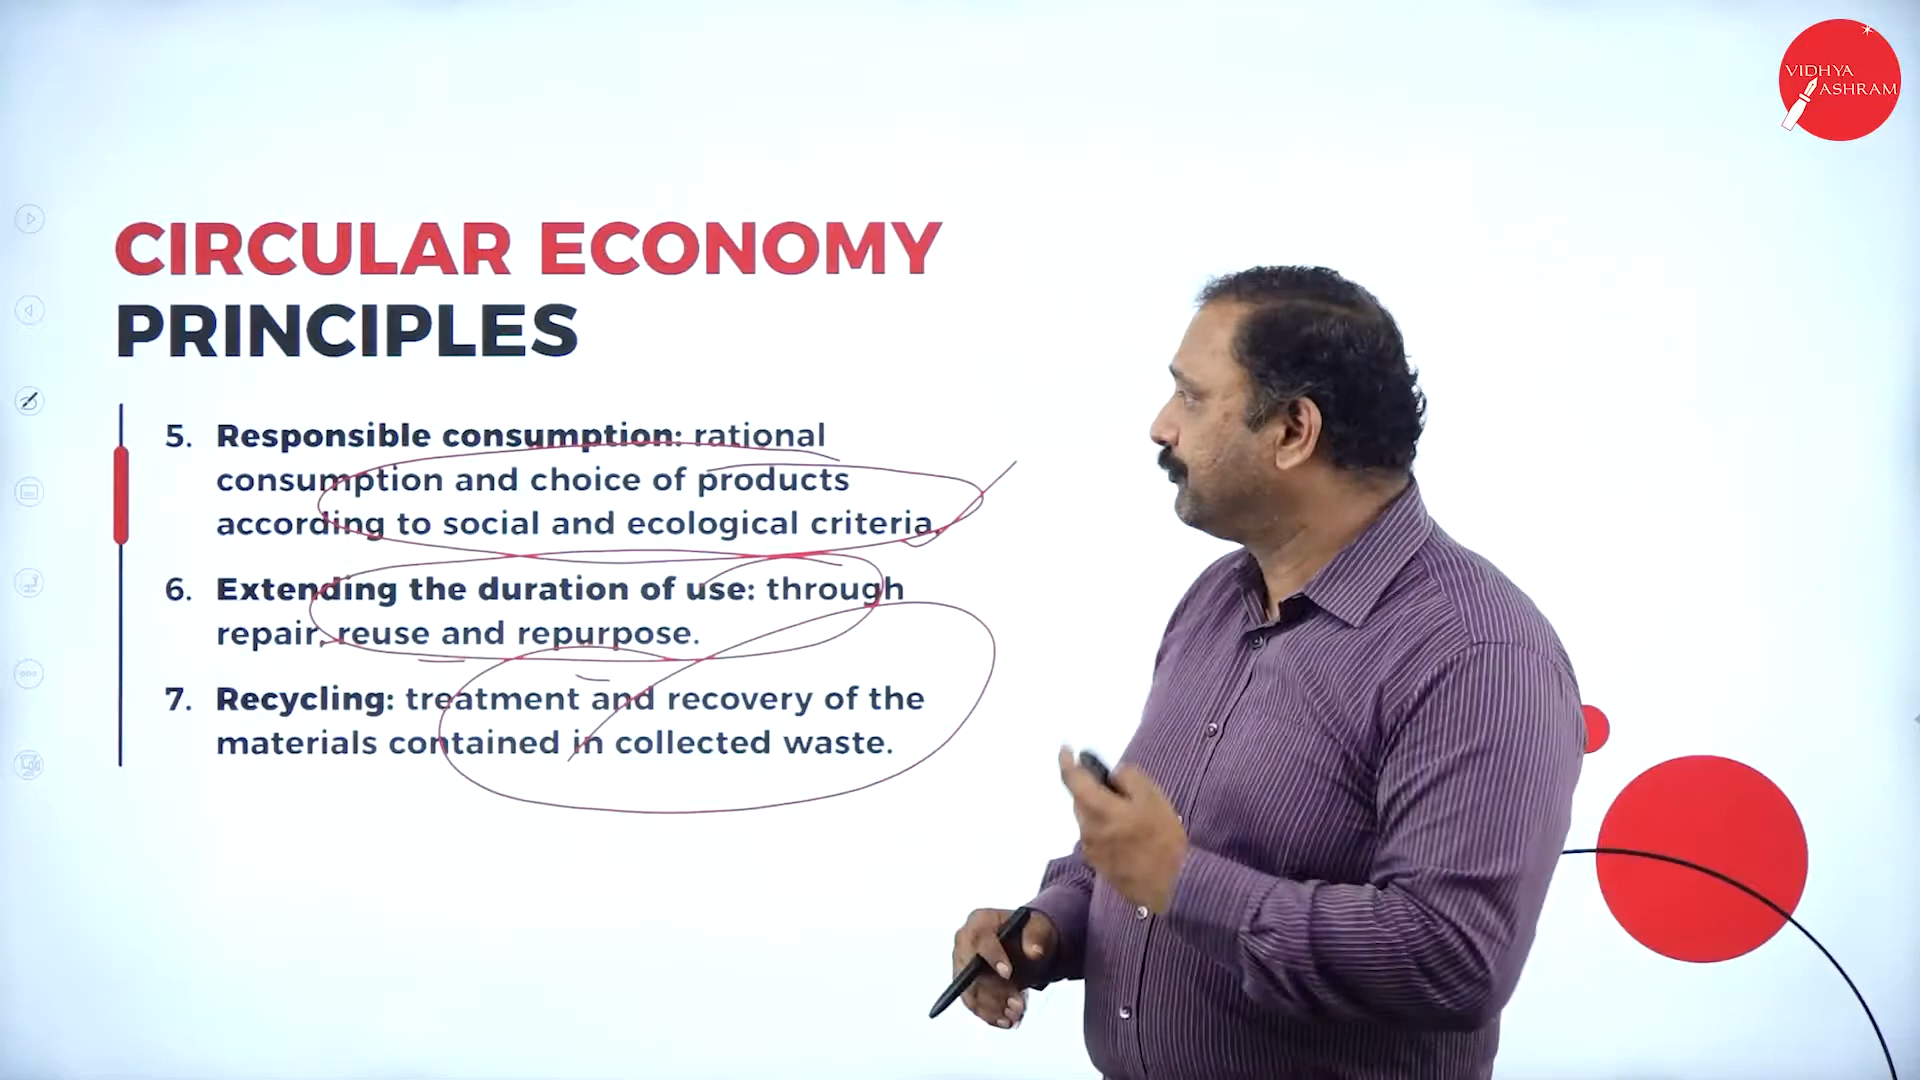 VIDHYA
ASHRAM
CIRCULAR ECONOMY
PRINCIPLES
5. Responsible consumption: rational
consumption and choice of products
according to social and ecological criteria.
6. Extending the duration of use: through
repair, reuse and repurpose.
7. Recycling: treatment and recovery of the
materials contained in collected waste.